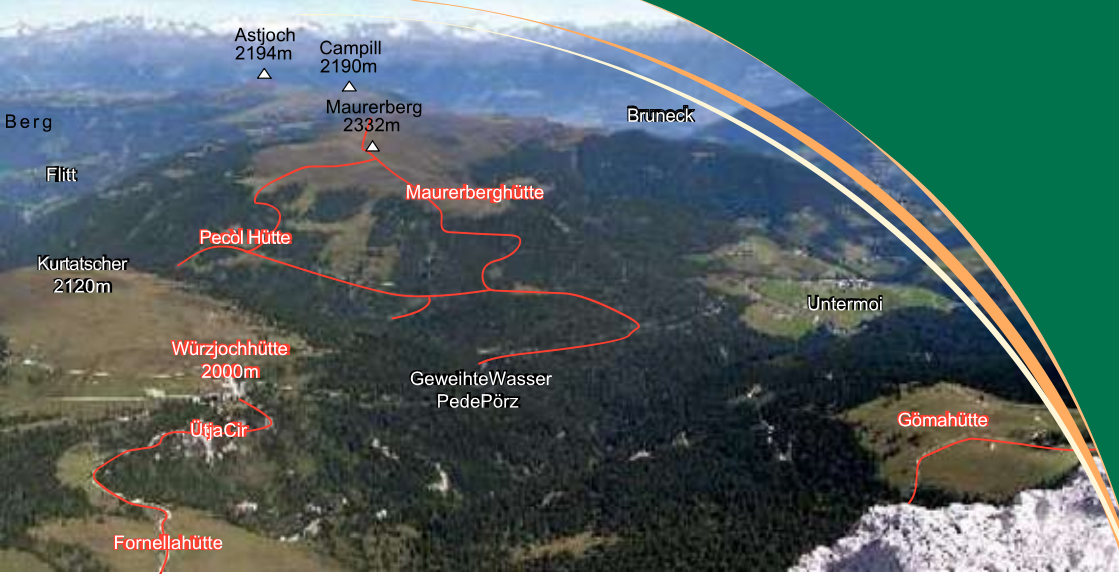 Astjoch
2194m
Campill
2190m
Maurerberg
2332m
Bruneck
Berg
Flitt
Maurerberghütte
Pecòl Hütte
Kurtatscher
2120m
Untermoi
Würzjochhütte
2000m
GeweihteWasser
PedePörz
Gömahütte
ÜtjaCir
Fornellahütte